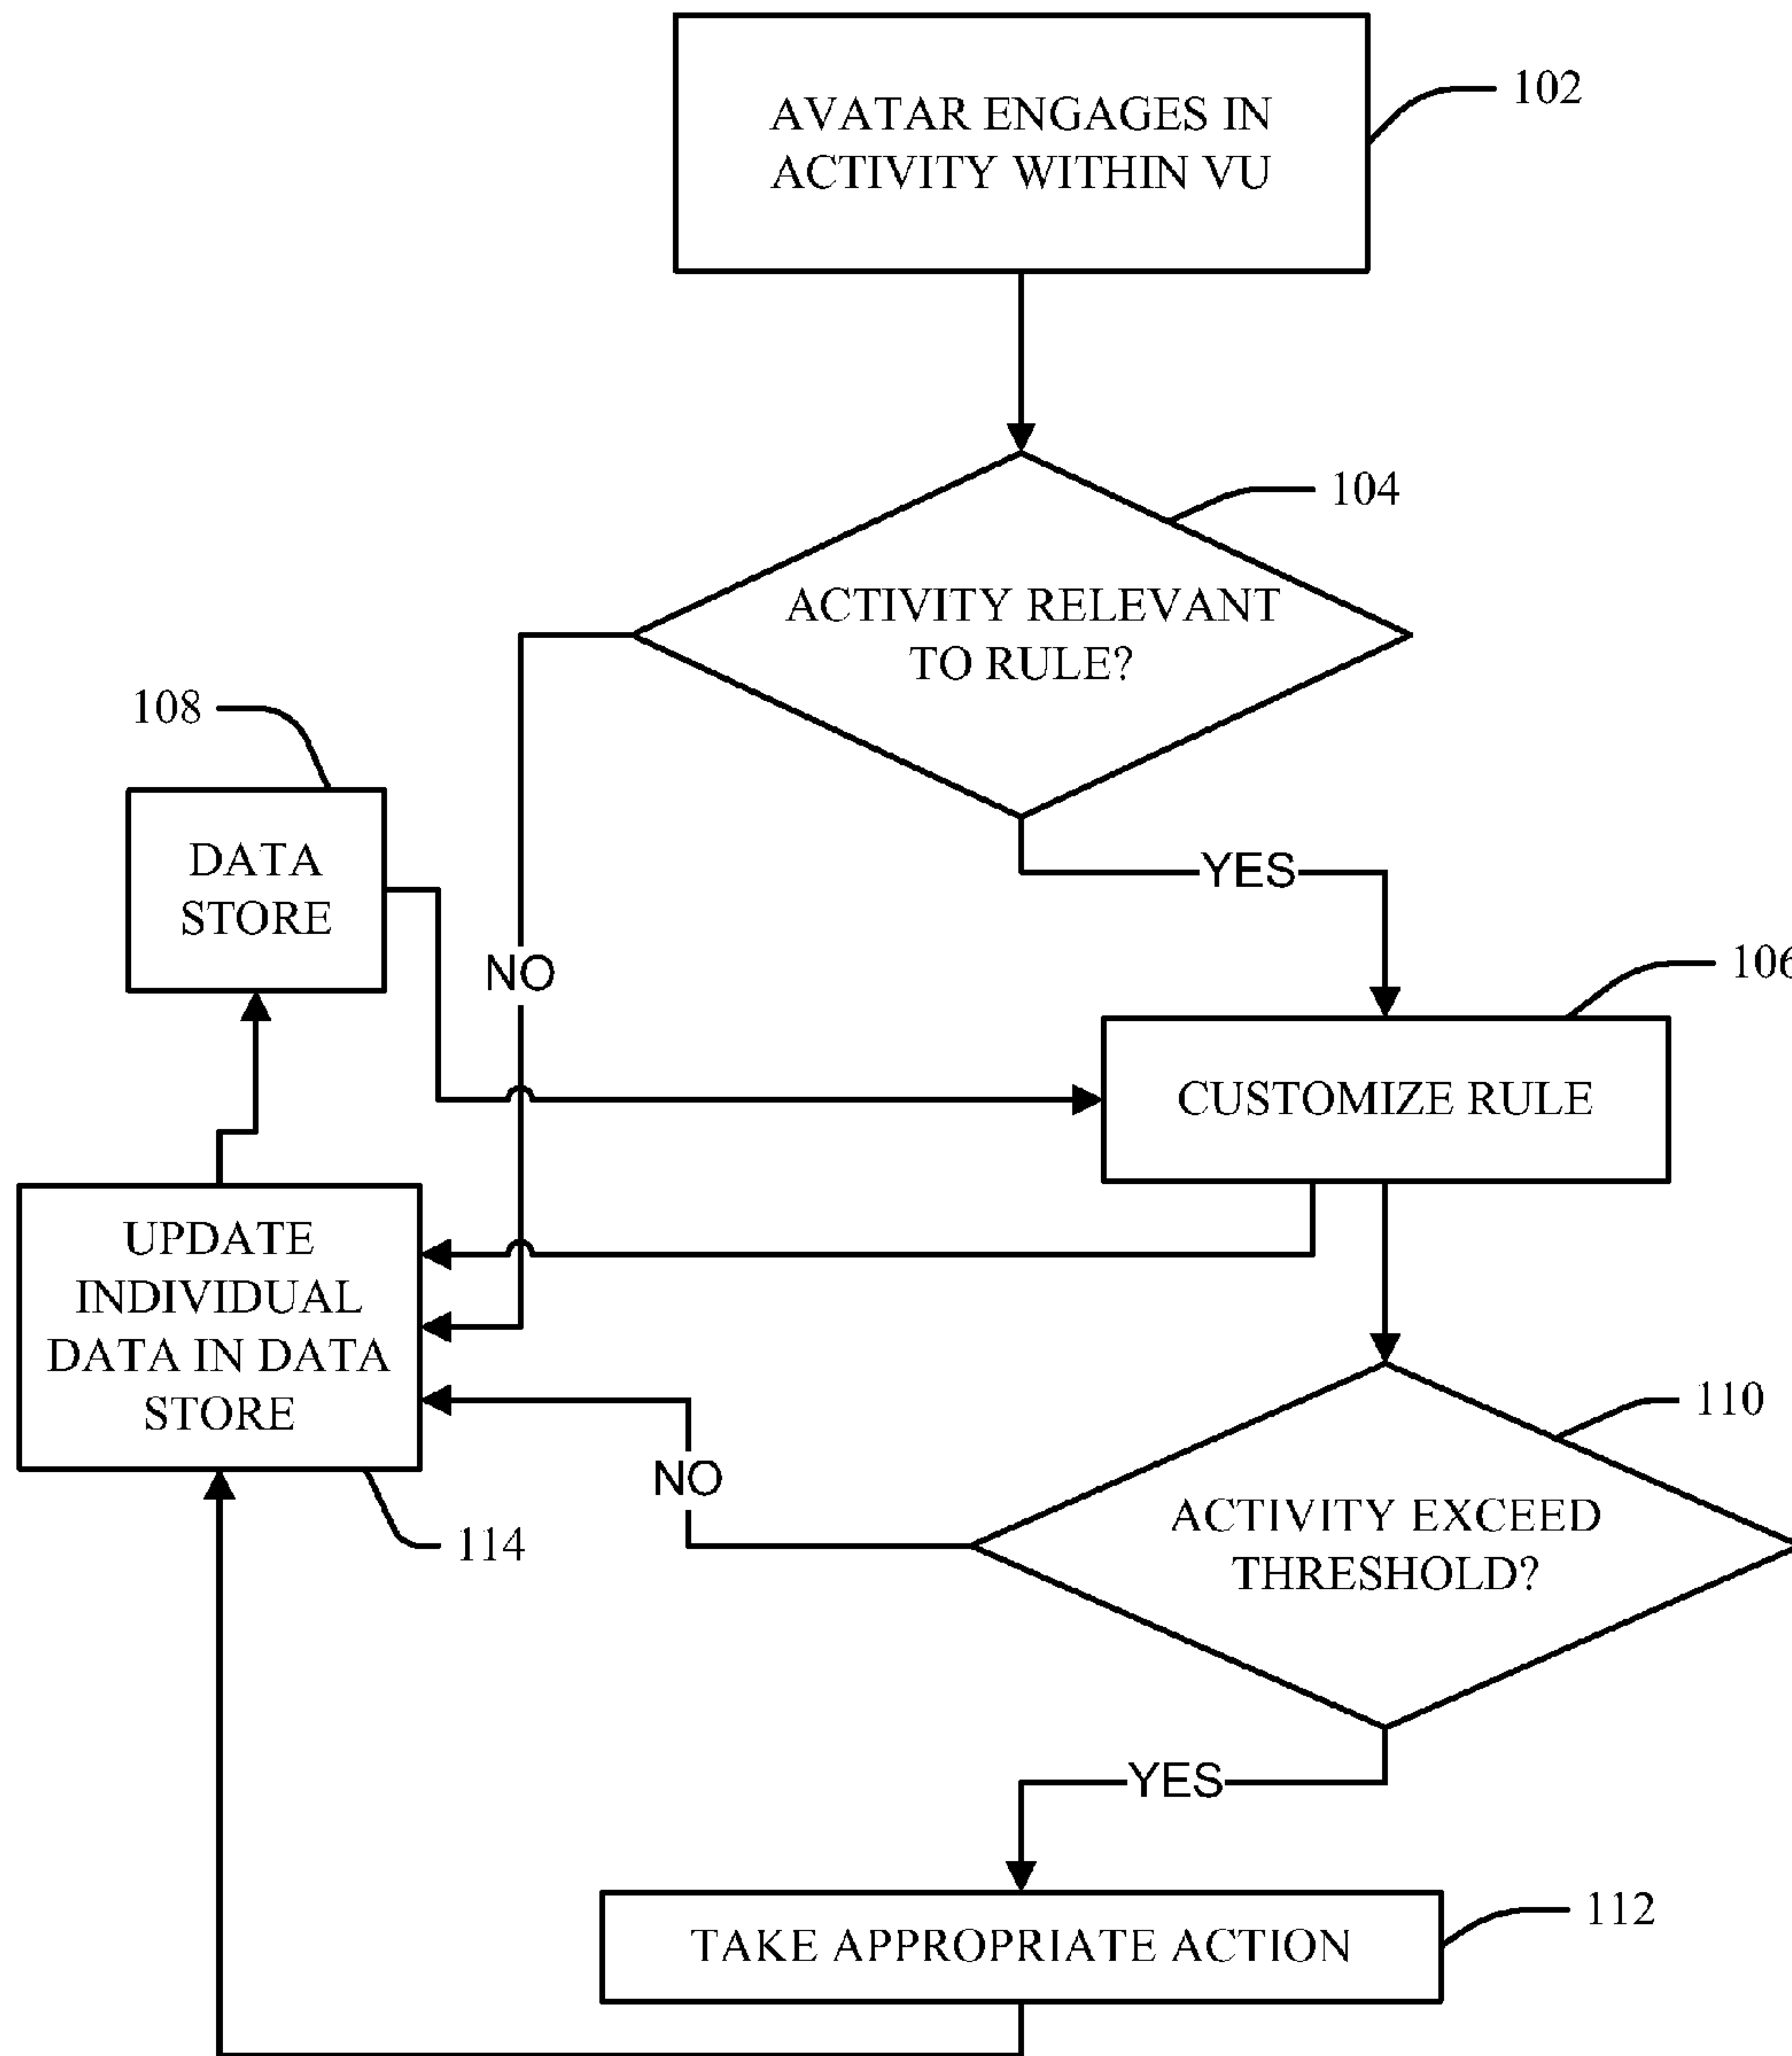 AVATAR ENGAGES IN
ACTIVITY WITHIN VU
102
104
ACTIVITY RELEVANT
TO RULE?
108
DATA
STORE
YES
NO
106
CUSTOMIZE RULE
UPDATE
INDIVIDUAL
DATA IN DATA
STORE
110
NO
ACTIVITY EXCEED
THRESHOLD?
114
YES
112
TAKE APPROPRIATE ACTION